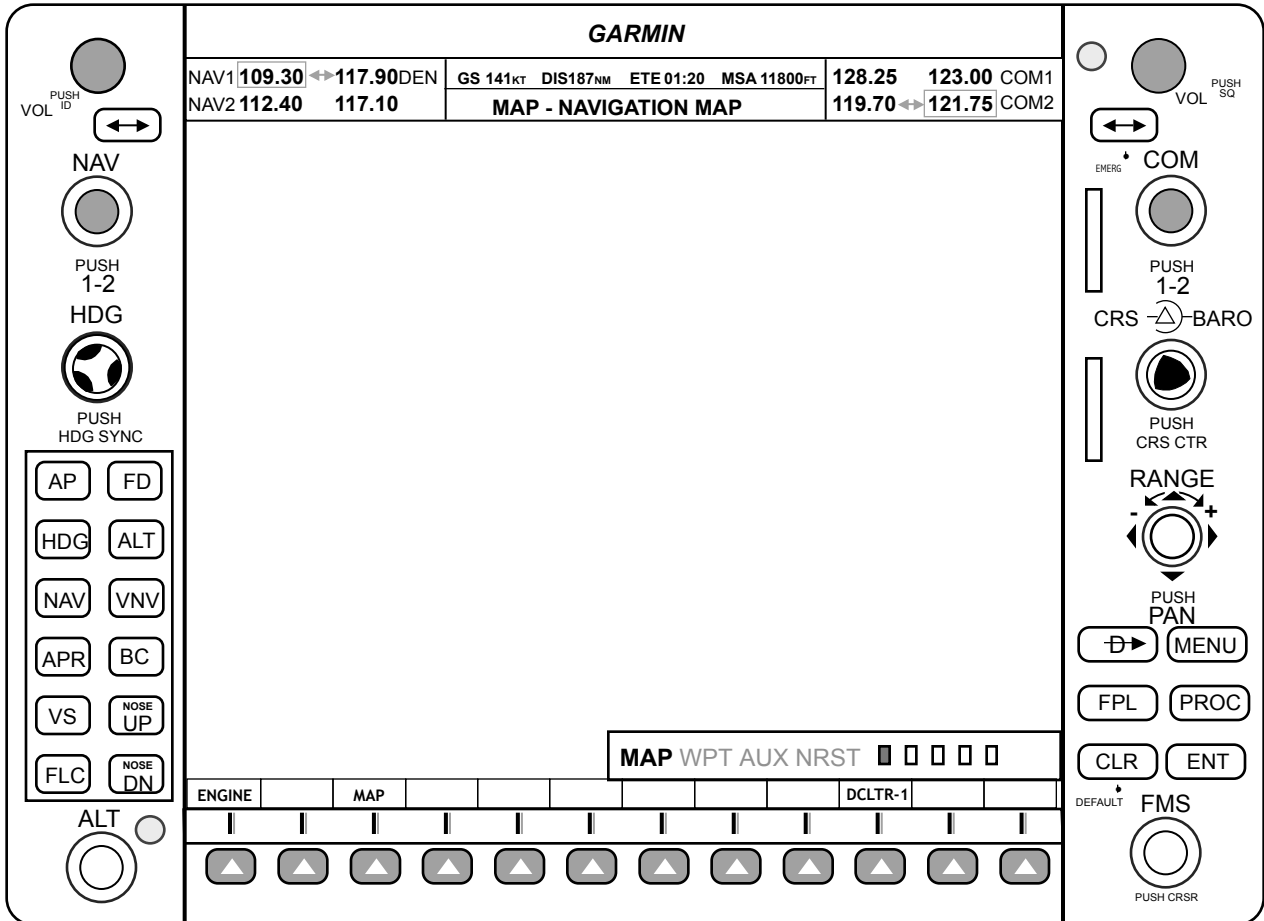 GARMIN
NAV1 109.30 117.90 DEN
NAV2 112.40 117.10
GS 141KT DIS187NM ETE 01:20 MSA 11800FT
MAP - NAVIGATION MAP
128.25 123.00 COM1
119.70 121.75 COM2
PUSH
VOL ID
NAV
PUSH
1-2
HDG
PUSH
HDG SYNC
AP FD
HDG ALT
NAV VNV
APR BC
VS NOSE UP
FLC NOSE DN
ALT
MAP WPT AUX NRST
ENGINE MAP DCLTR-1
PUSH
VOL SQ
EMERG COM
PUSH
1-2
CRS BARO
PUSH
CRS CTR
RANGE
- +
PUSH
PAN
D MENU
FPL PROC
CLR ENT
DEFAULT FMS
PUSH CRSR